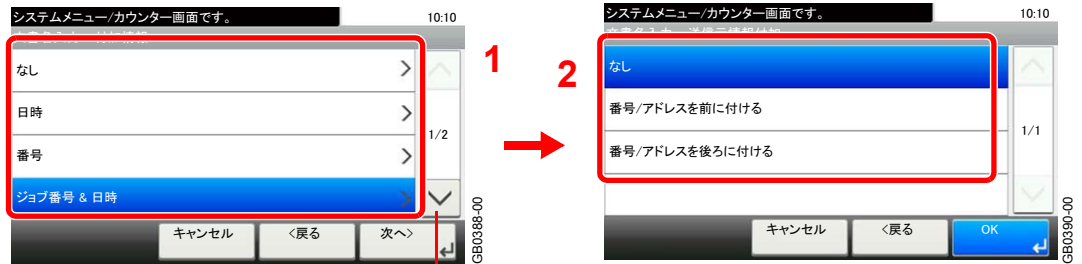 システムメニュー/カウンター画面です。
10:10
なし
日時
番号
ジョブ番号 & 日時
1/2
キャンセル
<戻る
次へ>
GB0388-00
1
2
システムメニュー/カウンター画面です。
10:10
なし
番号/アドレスを前に付ける
番号/アドレスを後ろに付ける
1/1
キャンセル
<戻る
OK
GB0390-00